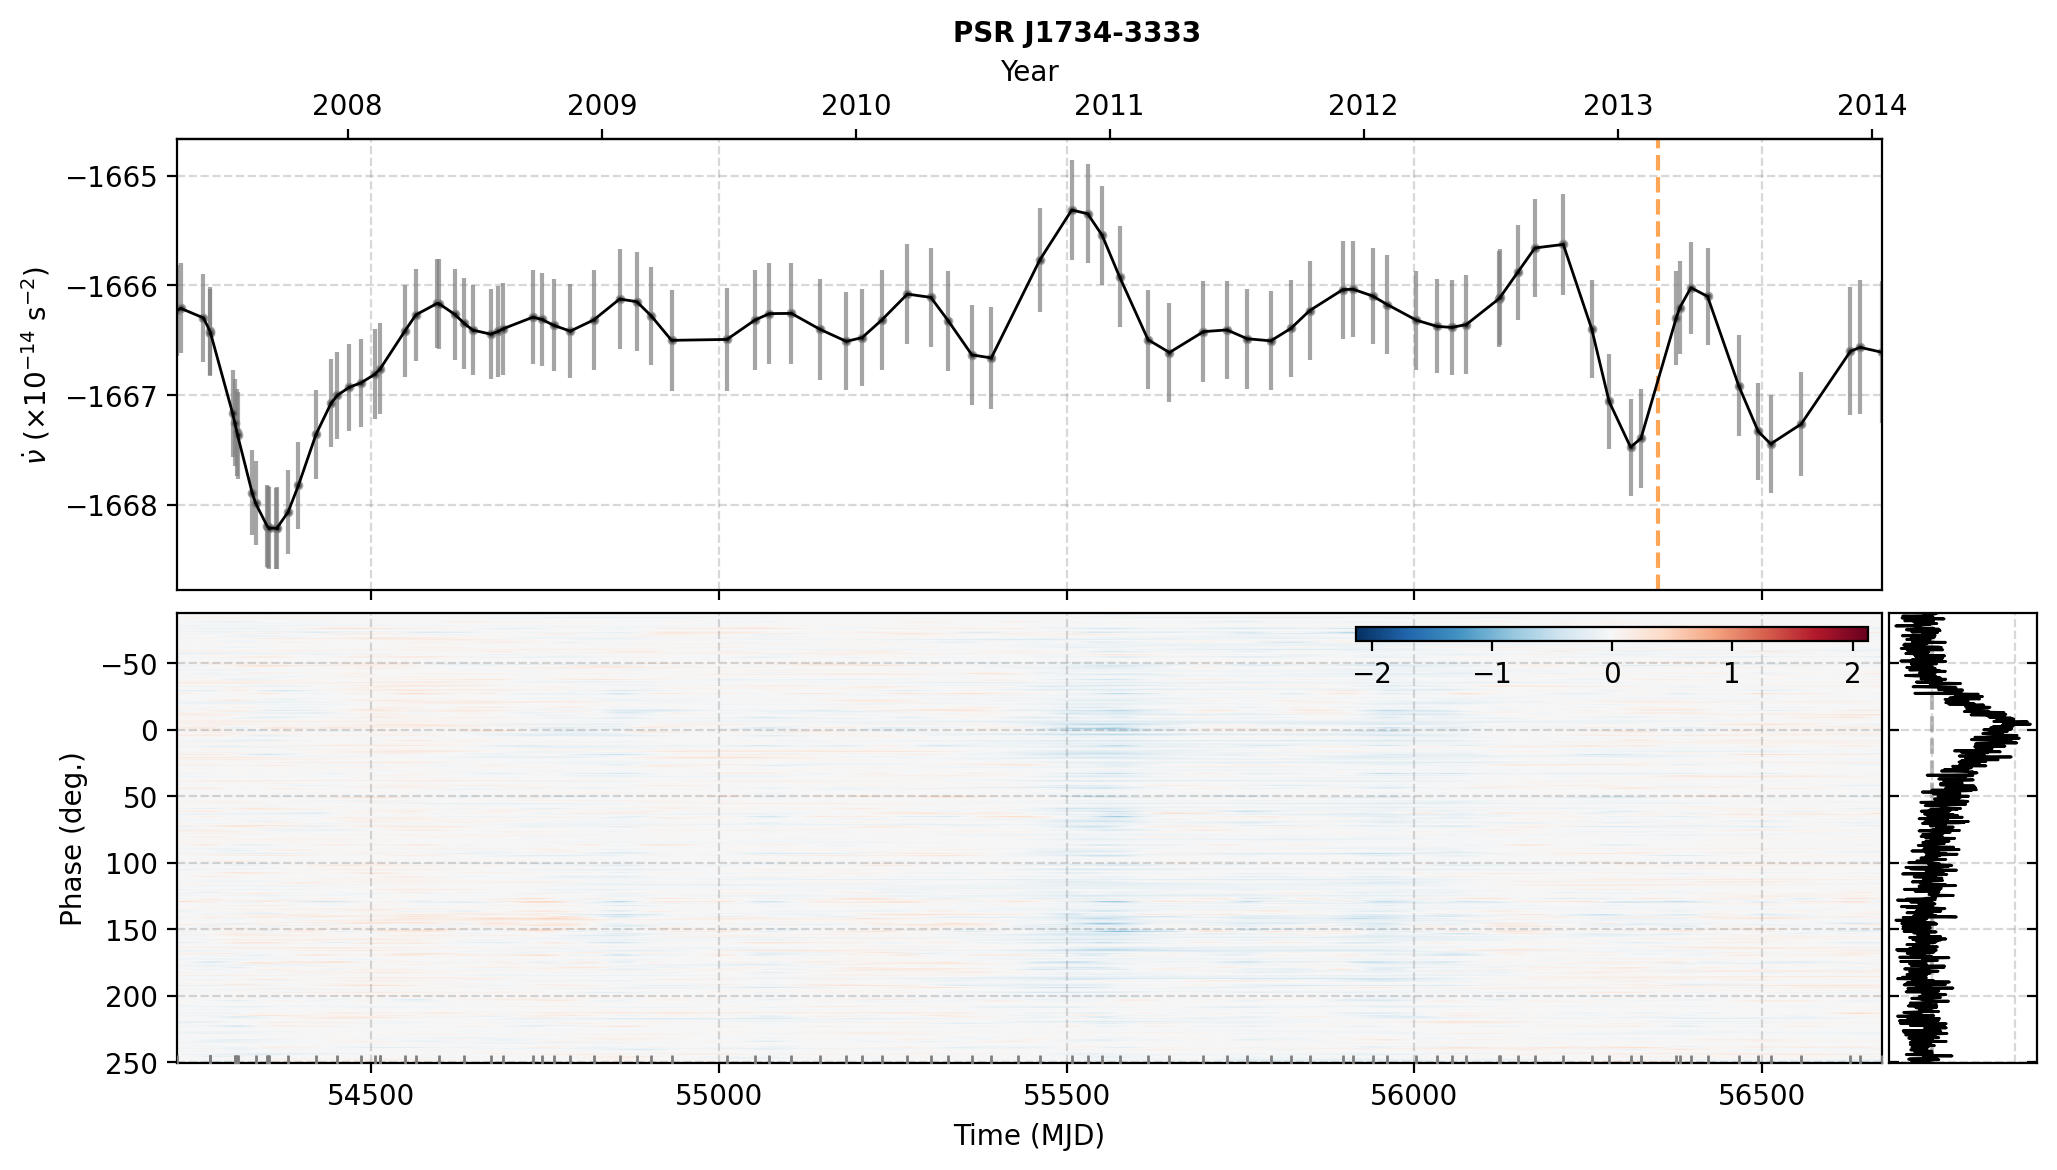 PSR J1734-3333
Year
2008 2009 2010 2011 2012 2013 2014
−1665
−1666
−1667
−1668
ν̇ (×10⁻¹⁴ s⁻²)
−2 −1 0 1 2
−50
0
50
100
150
200
250
Phase (deg.)
54500 55000 55500 56000 56500
Time (MJD)